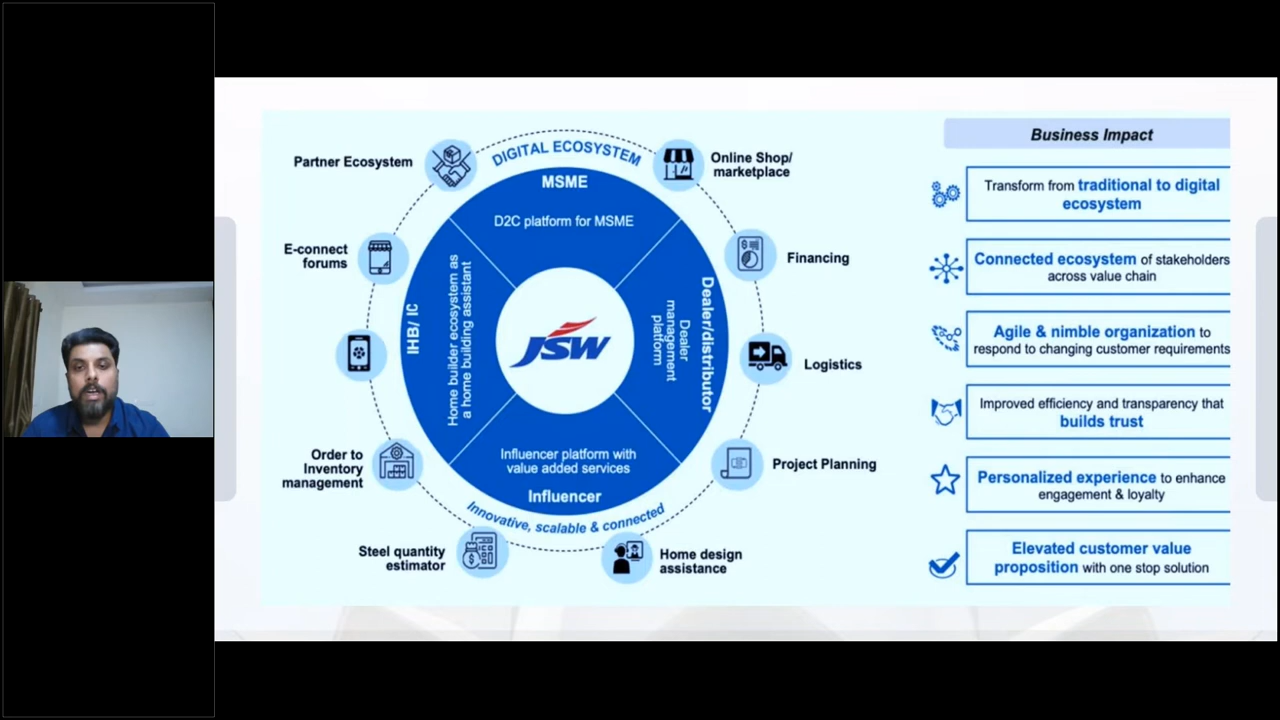 DIGITAL ECOSYSTEM
MSME
D2C platform for MSME
Partner Ecosystem
E-connect
forums
Order to
Inventory
management
Steel quantity
estimator
IHB/ IC
Home builder ecosystem as
a home building assistant
JSW
Dealer
management
platform
Dealer/distributor
Influencer platform with
value added services
Influencer
Innovative, scalable & connected
Online Shop/
marketplace
Financing
Logistics
Project Planning
Home design
assistance
Business Impact
Transform from traditional to digital
ecosystem
Connected ecosystem of stakeholders
across value chain
Agile & nimble organization to
respond to changing customer requirements
Improved efficiency and transparency that
builds trust
Personalized experience to enhance
engagement & loyalty
Elevated customer value
proposition with one stop solution